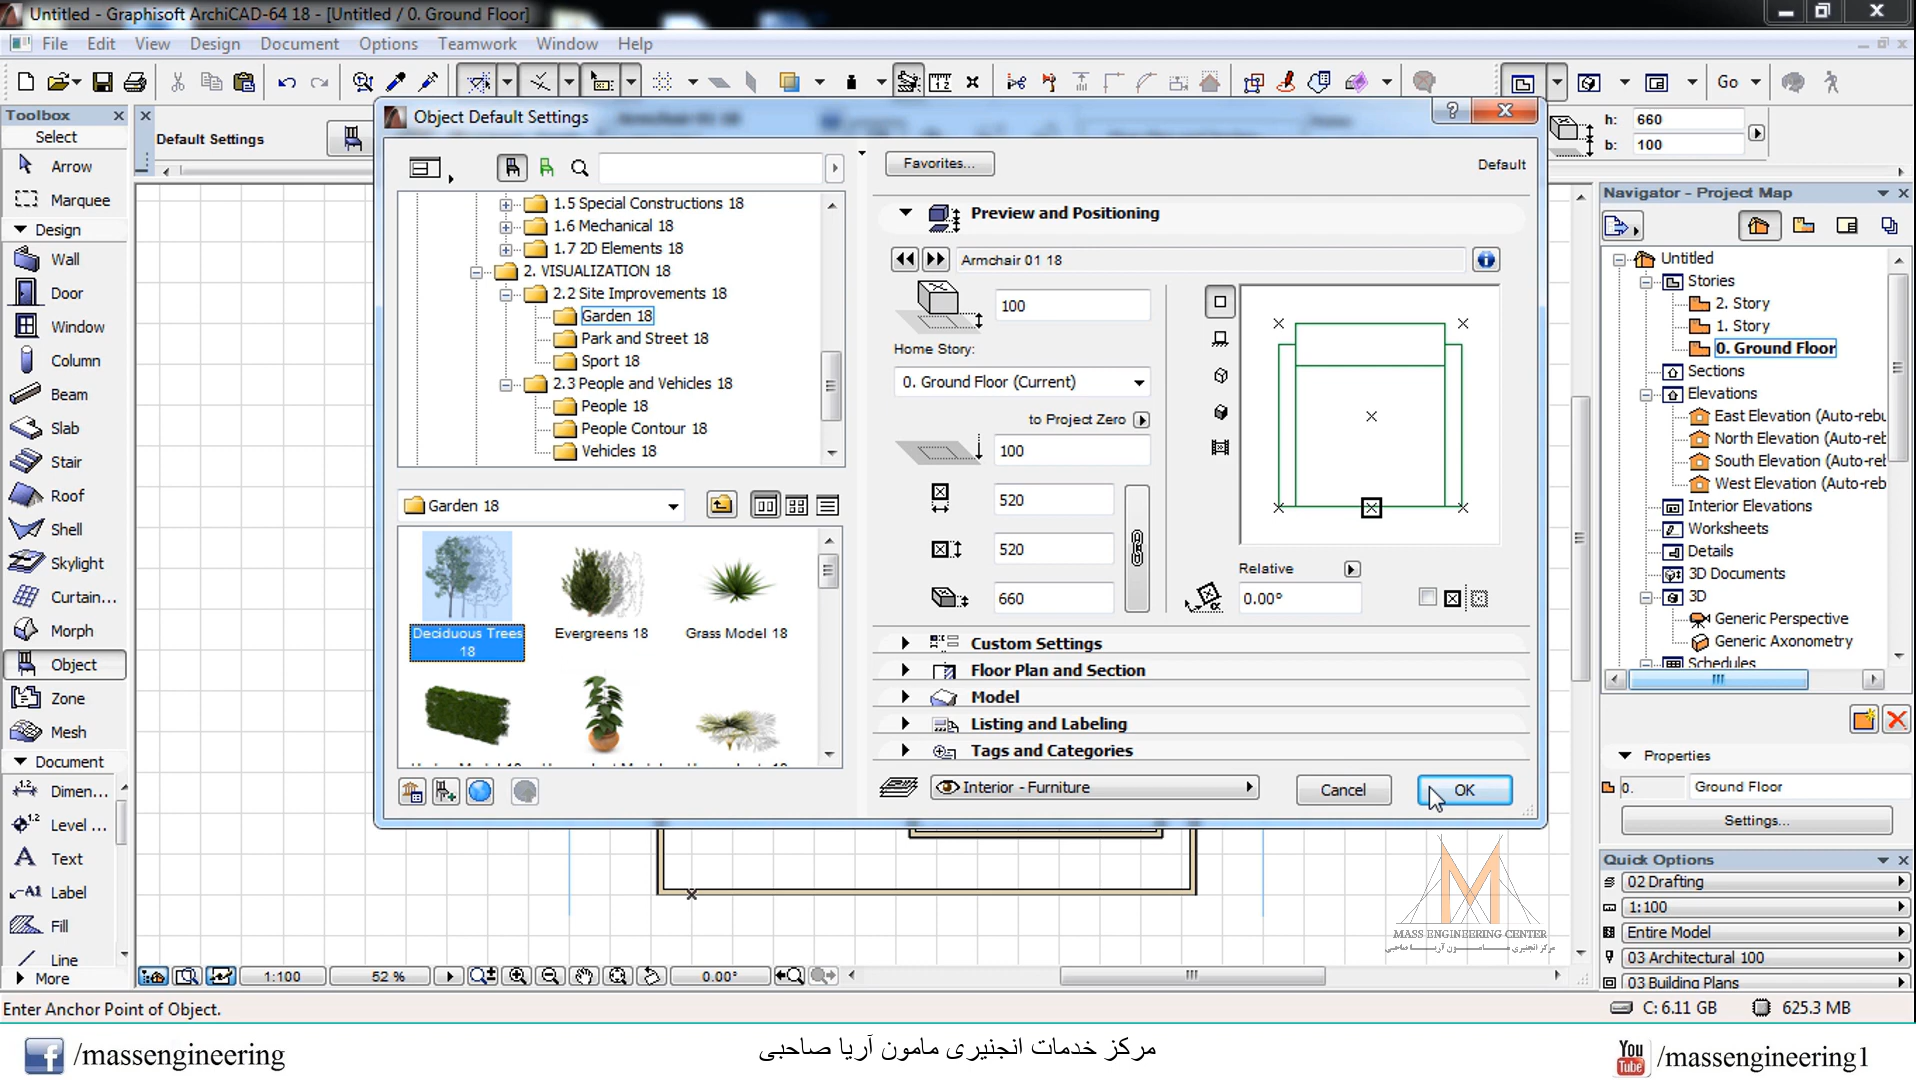 Untitled - Graphisoft ArchiCAD-64 18 - [Untitled / 0. Ground Floor]
File Edit View Design Document Options Teamwork Window Help
Go
Toolbox
Select
Arrow
Marquee
Design
Wall
Door
Window
Column
Beam
Slab
Stair
Roof
Shell
Skylight
Curtain...
Morph
Object
Zone
Mesh
Document
Dimen...
Level ...
Text
Label
Fill
Line
More
Default Settings
Object Default Settings
1.5 Special Constructions 18
1.6 Mechanical 18
1.7 2D Elements 18
2. VISUALIZATION 18
2.2 Site Improvements 18
Garden 18
Park and Street 18
Sport 18
2.3 People and Vehicles 18
People 18
People Contour 18
Vehicles 18
Garden 18
Deciduous Trees 18
Evergreens 18
Grass Model 18
Favorites...
Default
Preview and Positioning
Armchair 01 18
100
Home Story:
0. Ground Floor (Current)
to Project Zero
100
520
520
660
Relative
0.00°
Custom Settings
Floor Plan and Section
Model
Listing and Labeling
Tags and Categories
Interior - Furniture
Cancel
OK
h: 660
b: 100
Navigator - Project Map
Untitled
Stories
2. Story
1. Story
0. Ground Floor
Sections
Elevations
East Elevation (Auto-rebu
North Elevation (Auto-reb
South Elevation (Auto-reb
West Elevation (Auto-reb
Interior Elevations
Worksheets
Details
3D Documents
3D
Generic Perspective
Generic Axonometry
Schedules
Properties
0. Ground Floor
Settings...
Quick Options
02 Drafting
1:100
Entire Model
03 Architectural 100
03 Building Plans
MASS ENGINEERING CENTER
1:100
52 %
0.00°
Enter Anchor Point of Object.
C: 6.11 GB
625.3 MB
/massengineering
مرکز خدمات انجنیری مامون آریا صاحبی
You Tube
/massengineering1